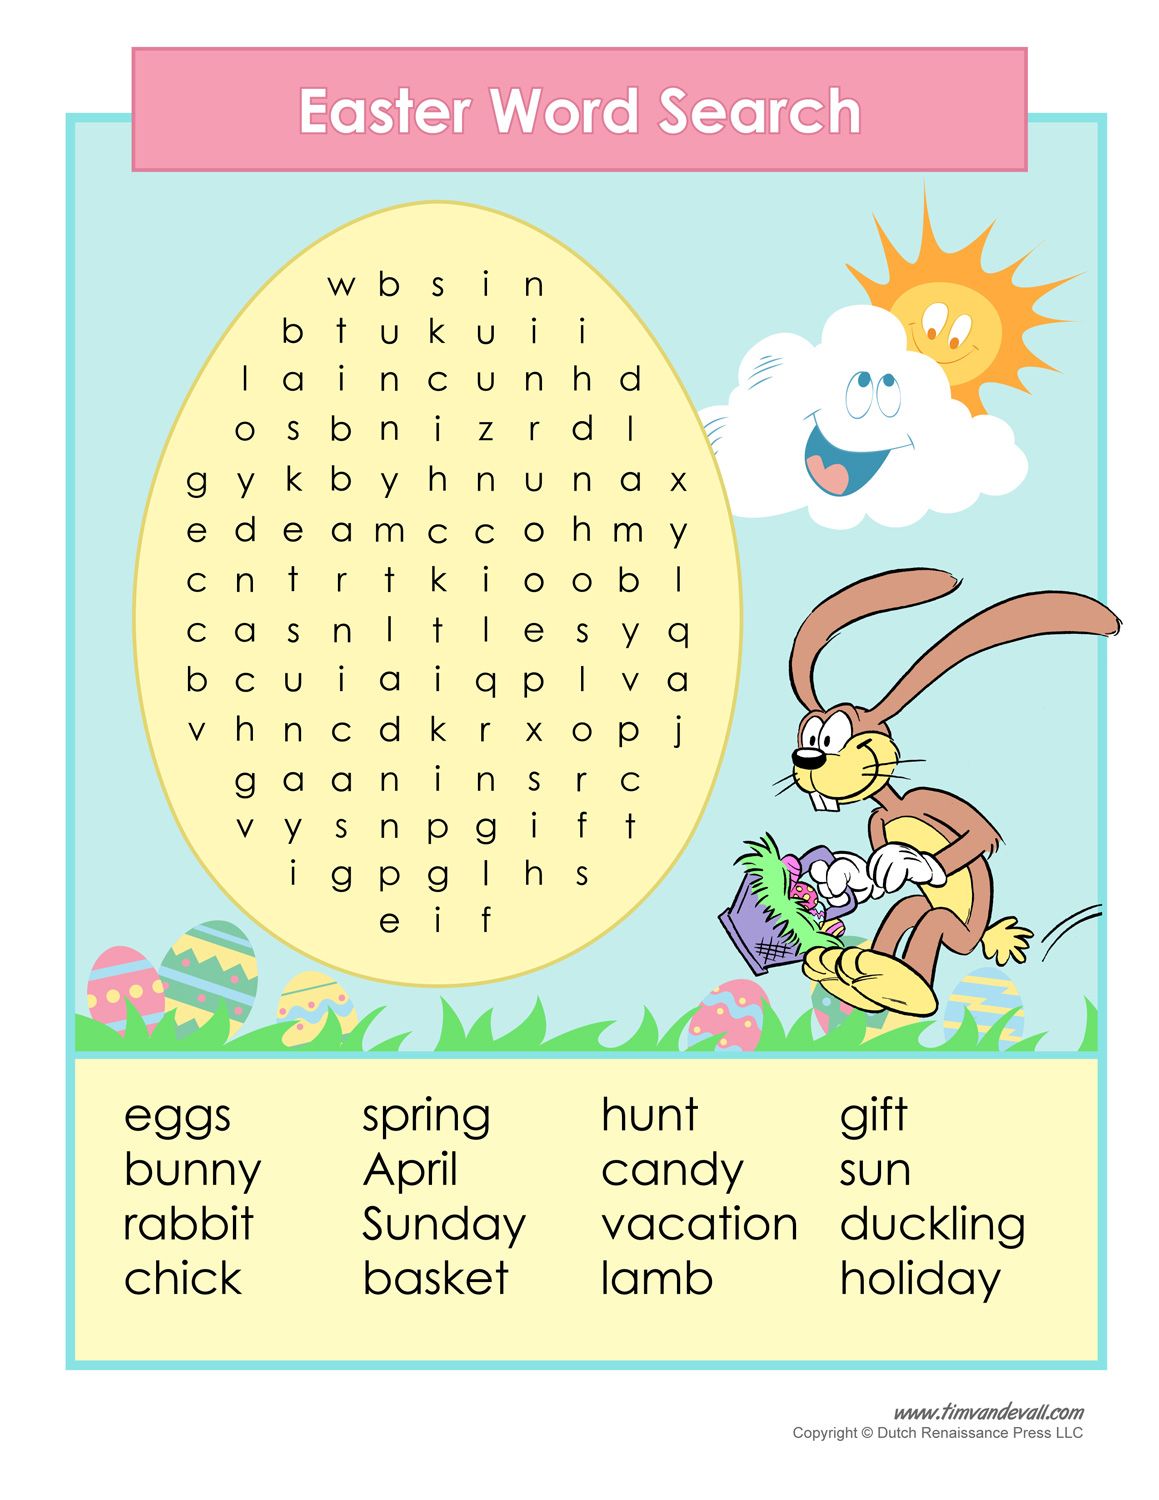 Easter Word Search
w b s i n
b t u k u i i
l a i n c u n h d
o s b n i z r d l
g y k b y h n u n a x
e d e a m c c o h m y
c n t r t k i o o b l
c a s n l t l e s y q
b c u i a i q p l v a
v h n c d k r x o p j
g a a n i n s r c
v y s n p g i f t
i g p g l h s
e i f
eggs spring hunt gift
bunny April candy sun
rabbit Sunday vacation duckling
chick basket lamb holiday
www.timvandevall.com
Copyright © Dutch Renaissance Press LLC